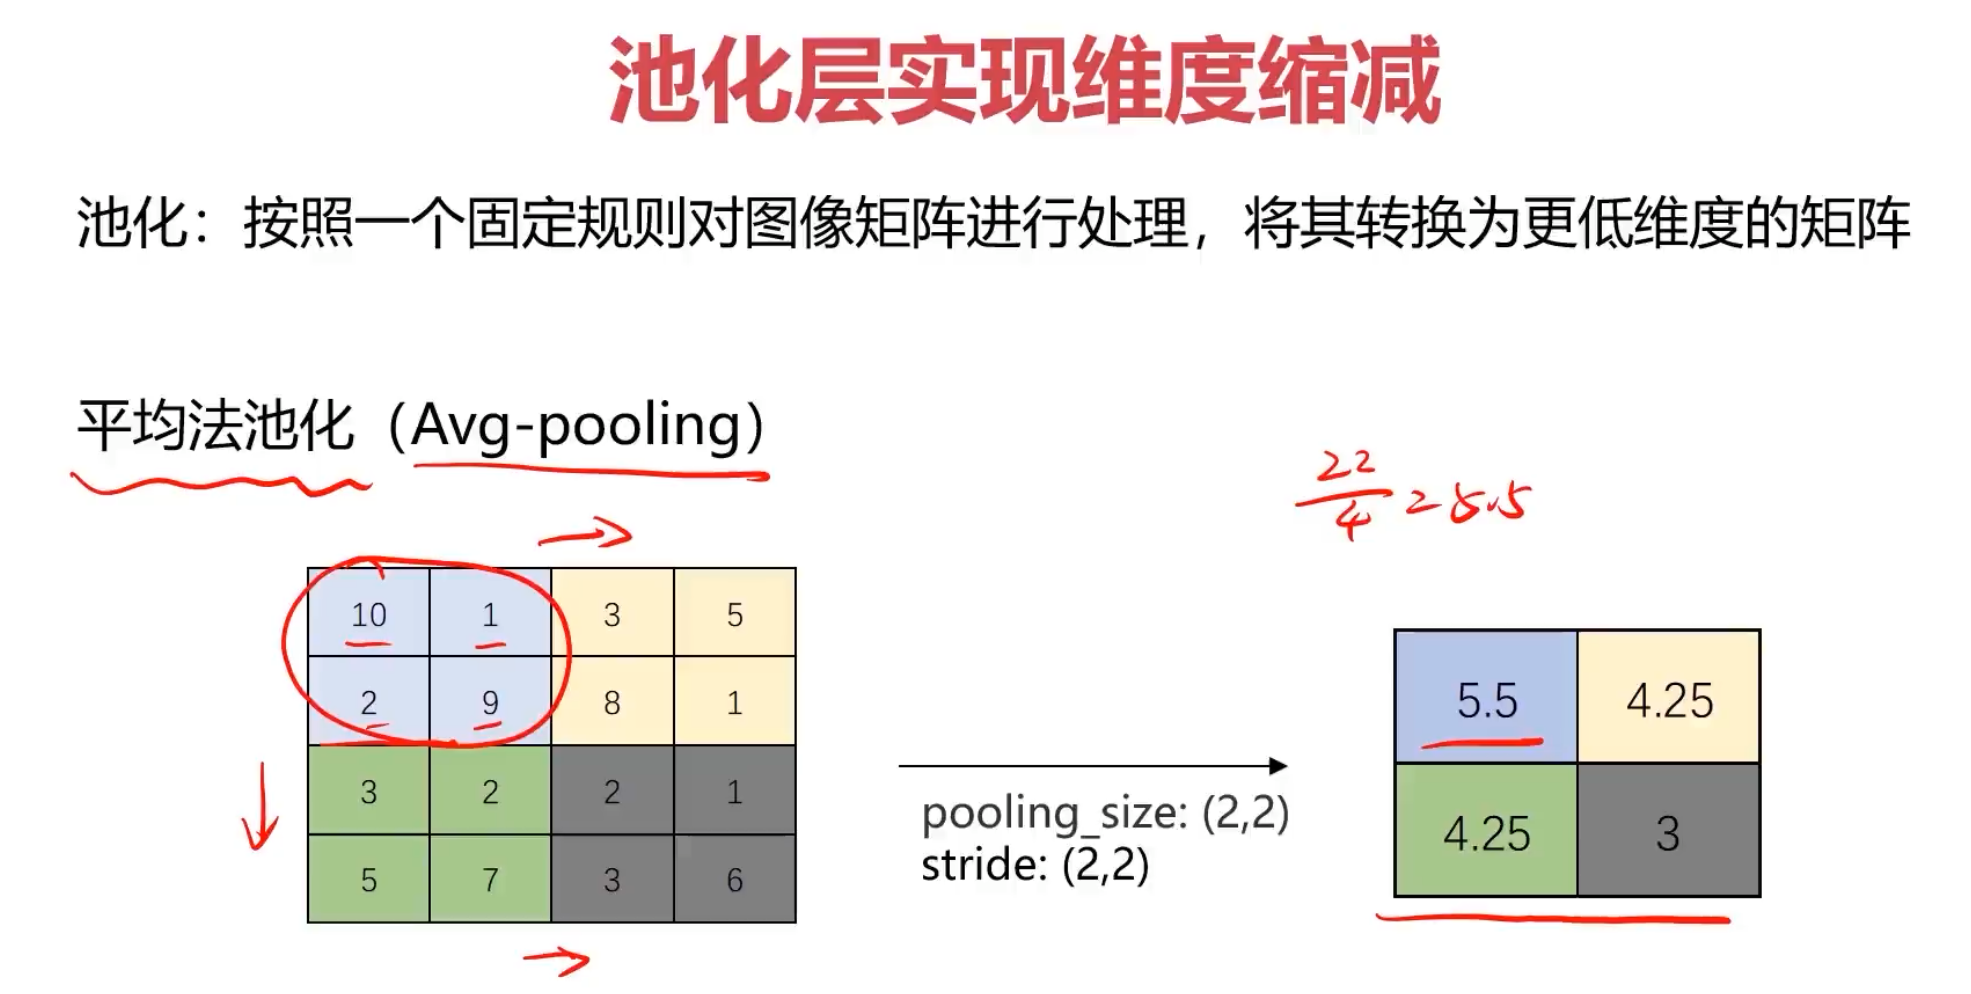 池化层实现维度缩减
池化：按照一个固定规则对图像矩阵进行处理，将其转换为更低维度的矩阵
平均法池化（Avg-pooling）
22
4
=5.5
10 1 3 5
2 9 8 1
3 2 2 1
5 7 3 6
pooling_size: (2,2)
stride: (2,2)
5.5 4.25
4.25 3